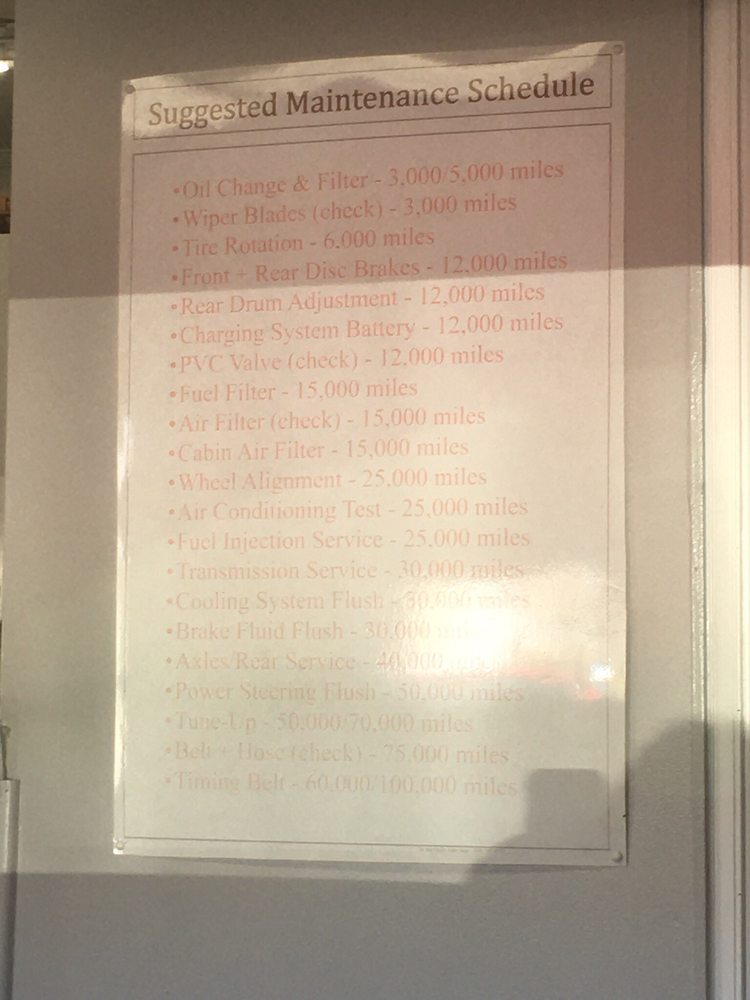 Suggested Maintenance Schedule
•Oil Change & Filter - 3,000/5,000 miles
•Wiper Blades (check) - 3,000 miles
•Tire Rotation - 6,000 miles
•Front + Rear Disc Brakes - 12,000 miles
•Rear Drum Adjustment - 12,000 miles
•Charging System Battery - 12,000 miles
•PVC Valve (check) - 12,000 miles
•Fuel Filter - 15,000 miles
•Air Filter (check) - 15,000 miles
•Cabin Air Filter - 15,000 miles
•Wheel Alignment - 25,000 miles
•Air Conditioning Test - 25,000 miles
•Fuel Injection Service - 25,000 miles
•Transmission Service - 30,000 miles
•Cooling System Flush - 30,000 miles
•Brake Fluid Flush - 30,000
•Axles/Rear Service - 40,000
•Power Steering Flush - 50,000 miles
•Tune-Up - 50,000/70,000 miles
•Belt + Hose (check) - 75,000 miles
•Timing Belt - 60,000/100,000 miles